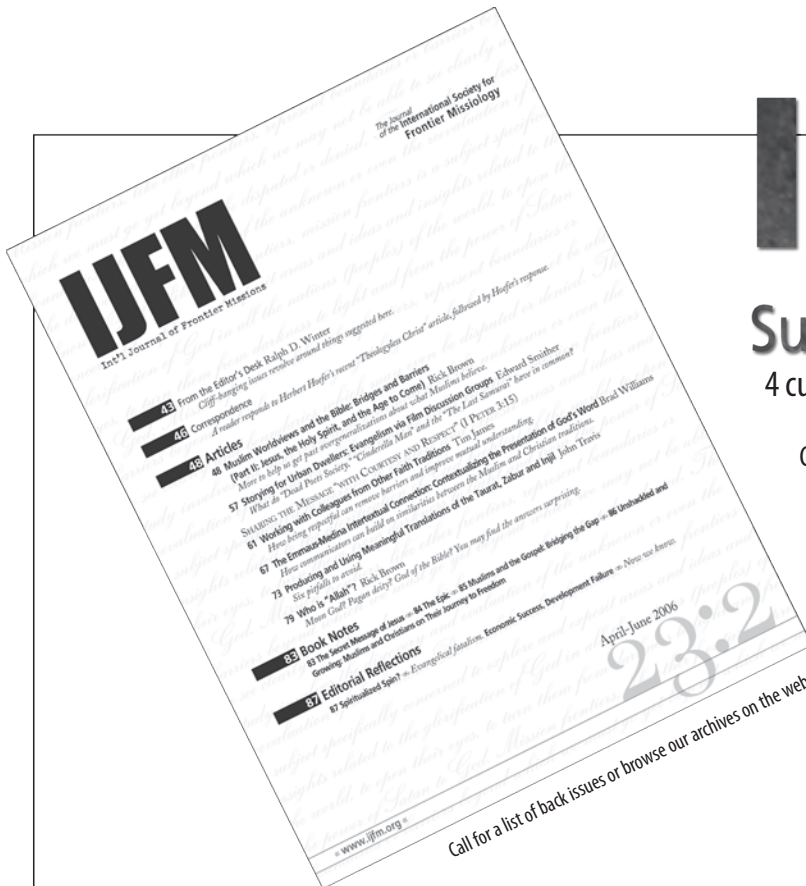 The Journal
of the International Society for
Frontier Missiology
IJFM
Int'l Journal of Frontier Missions
43 From the Editor's Desk Ralph D. Winter
Cliff-hanging issues revolve around things suggested here.
46 Correspondence
A reader responds to Herbert Hoefer's recent "Theologyless Christ" article, followed by Hoefer's response.
48 Articles
48 Muslim Worldviews and the Bible: Bridges and Barriers
(Part II: Jesus, the Holy Spirit, and the Age to Come) Rick Brown
More to help us get past overgeneralizations about what Muslims believe.
57 Storying for Urban Dwellers: Evangelism via Film Discussion Groups Edward Smither
What do "Dead Poets Society," "Cinderella Man" and the "The Last Samurai" have in common?
SHARING THE MESSAGE "WITH COURTESY AND RESPECT" (I PETER 3:15)
61 Working with Colleagues from Other Faith Traditions Tim James
How being respectful can remove barriers and improve mutual understanding.
67 The Emmaus-Medina Intertextual Connection: Contextualizing the Presentation of God's Word Brad Williams
How communicators can build on similarities between the Muslim and Christian traditions.
73 Producing and Using Meaningful Translations of the Taurat, Zabur and Injil John Travis
Six pitfalls to avoid.
79 Who is "Allah"? Rick Brown
Moon God? Pagan deity? God of the Bible? You may find the answers surprising.
83 Book Notes
83 The Secret Message of Jesus 84 The Epic 85 Muslims and the Gospel: Bridging the Gap 86 Unshackled and
Growing: Muslims and Christians on Their Journey to Freedom
87 Editorial Reflections
87 Spiritualized Spin? Evangelical fatalism. Economic Success, Development Failure Now we know.
April-June 2006
23:2
www.ijfm.org
Call for a list of back issues or browse our archives on the web
Su
4 cu